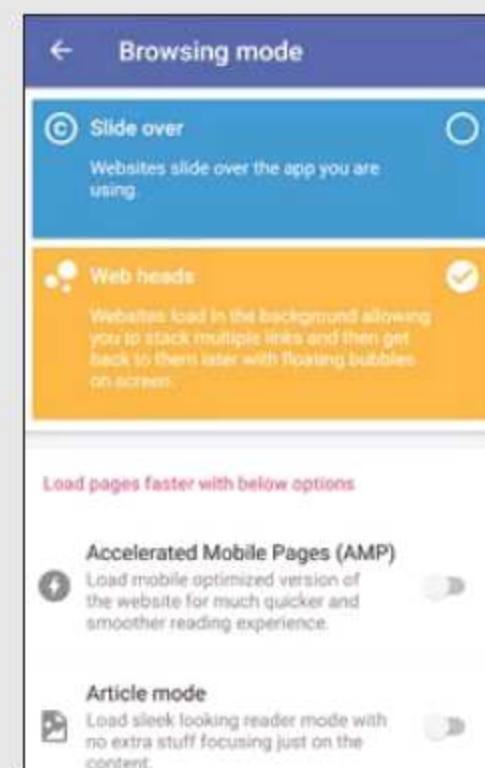 Browsing mode
Slide over
Websites slide over the app you are
using.
Web heads
Websites load in the background allowing
you to stack multiple links and then get
back to them later with floating bubbles
on screen.
Load pages faster with below options
Accelerated Mobile Pages (AMP)
Load mobile optimized version of
the website for much quicker and
smoother reading experience.
Article mode
Load sleek looking reader mode with
no extra stuff focusing just on the
content.